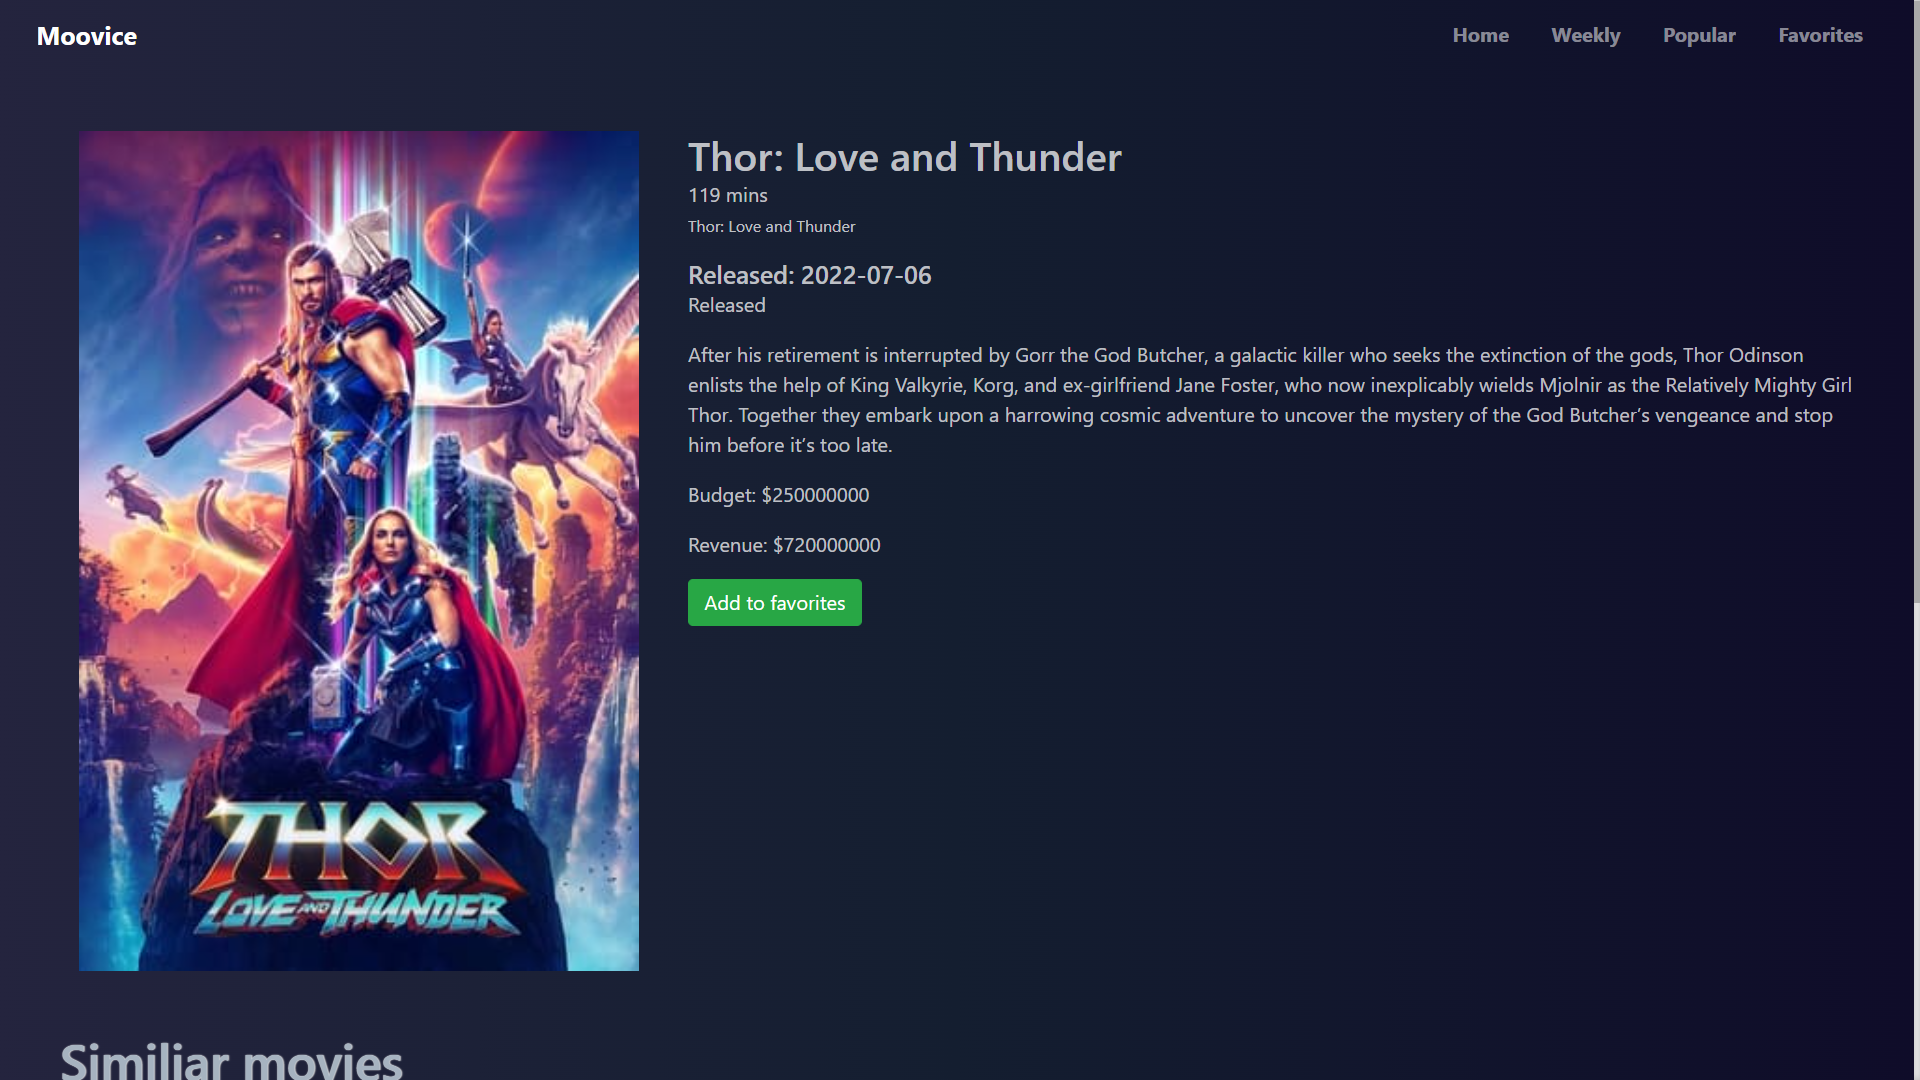 Moovice
Home
Weekly
Popular
Favorites
Thor: Love and Thunder
119 mins
Thor: Love and Thunder
Released: 2022-07-06
Released
After his retirement is interrupted by Gorr the God Butcher, a galactic killer who seeks the extinction of the gods, Thor Odinson
enlists the help of King Valkyrie, Korg, and ex-girlfriend Jane Foster, who now inexplicably wields Mjolnir as the Relatively Mighty Girl
Thor. Together they embark upon a harrowing cosmic adventure to uncover the mystery of the God Butcher’s vengeance and stop
him before it’s too late.
Budget: $250000000
Revenue: $720000000
Add to favorites
THOR
LOVE AND THUNDER
Similiar movies